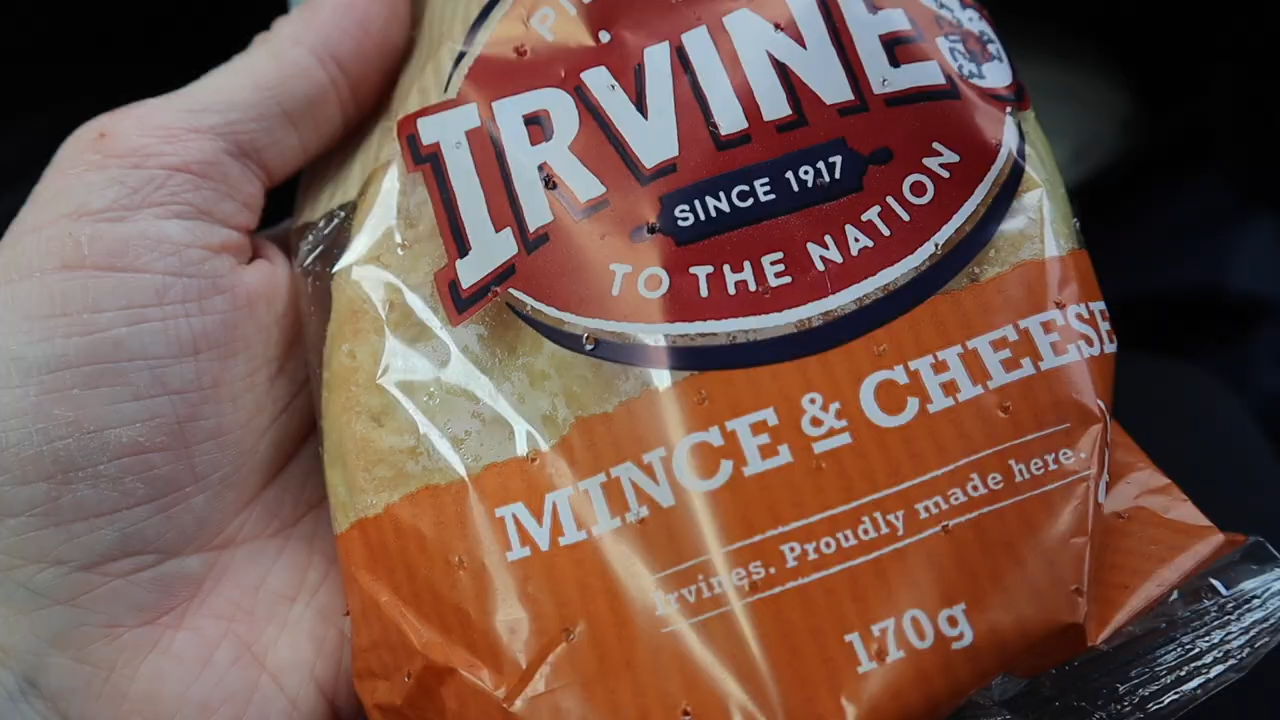 IRVINES
SINCE 1917
TO THE NATION
MINCE & CHEESE
Irvines. Proudly made here.
170g